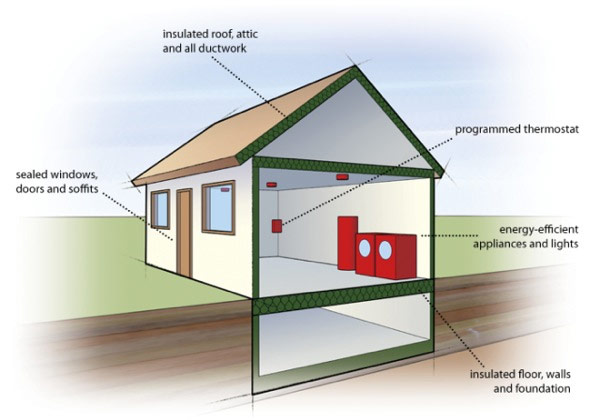 insulated roof, attic
and all ductwork
programmed thermostat
sealed windows,
doors and soffits
energy-efficient
appliances and lights
insulated floor, walls
and foundation